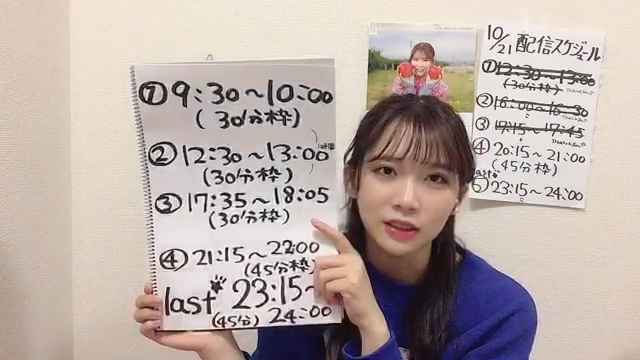 ① 9:30～10:00
(30分枠)
② 12:30～13:00
(30分枠)
③ 17:35～18:05
(30分枠)
④ 21:15～22:00
(45分枠)
last 23:15～
(45分) 24:00
10/21 配信スケジュール
① 12:30～13:00
(30分枠)
② 16:00～16:30
③ 17:15～17:45
④ 20:15～21:00
(45分枠)
last
⑤ 23:15～24:00